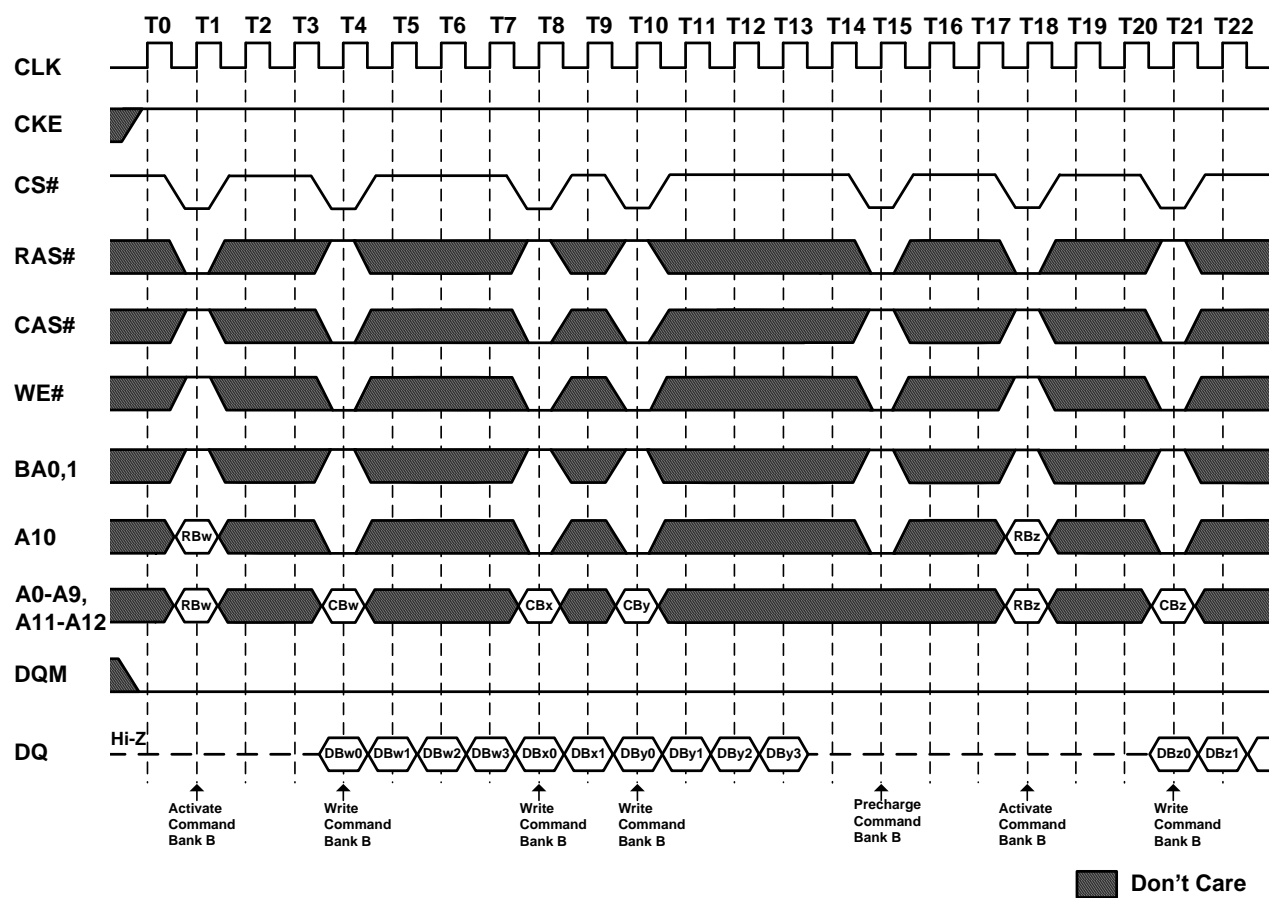 T0 T1 T2 T3 T4 T5 T6 T7 T8 T9 T10 T11 T12 T13 T14 T15 T16 T17 T18 T19 T20 T21 T22
CLK
CKE
CS#
RAS#
CAS#
WE#
BA0,1
A10
RBw RBz
A0-A9,
A11-A12
RBw CBw CBx CBy RBz CBz
DQM
DQ
Hi-Z
DBw0 DBw1 DBw2 DBw3 DBx0 DBx1 DBy0 DBy1 DBy2 DBy3 DBz0 DBz1
Activate
Command
Bank B
Write
Command
Bank B
Write
Command
Bank B
Write
Command
Bank B
Precharge
Command
Bank B
Activate
Command
Bank B
Write
Command
Bank B
Don't Care